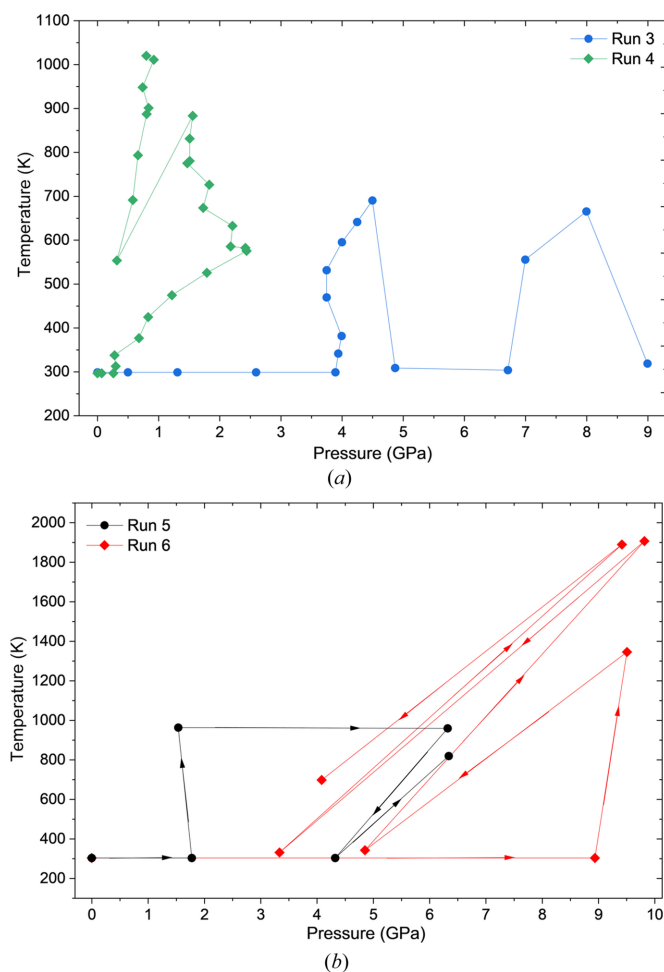 1100
1000
900
800
700
600
500
400
300
200
Temperature (K)
Run 3
Run 4
0 1 2 3 4 5 6 7 8 9
Pressure (GPa)
(a)
2000
1800
1600
1400
1200
1000
800
600
400
200
Temperature (K)
Run 5
Run 6
0 1 2 3 4 5 6 7 8 9 10
Pressure (GPa)
(b)